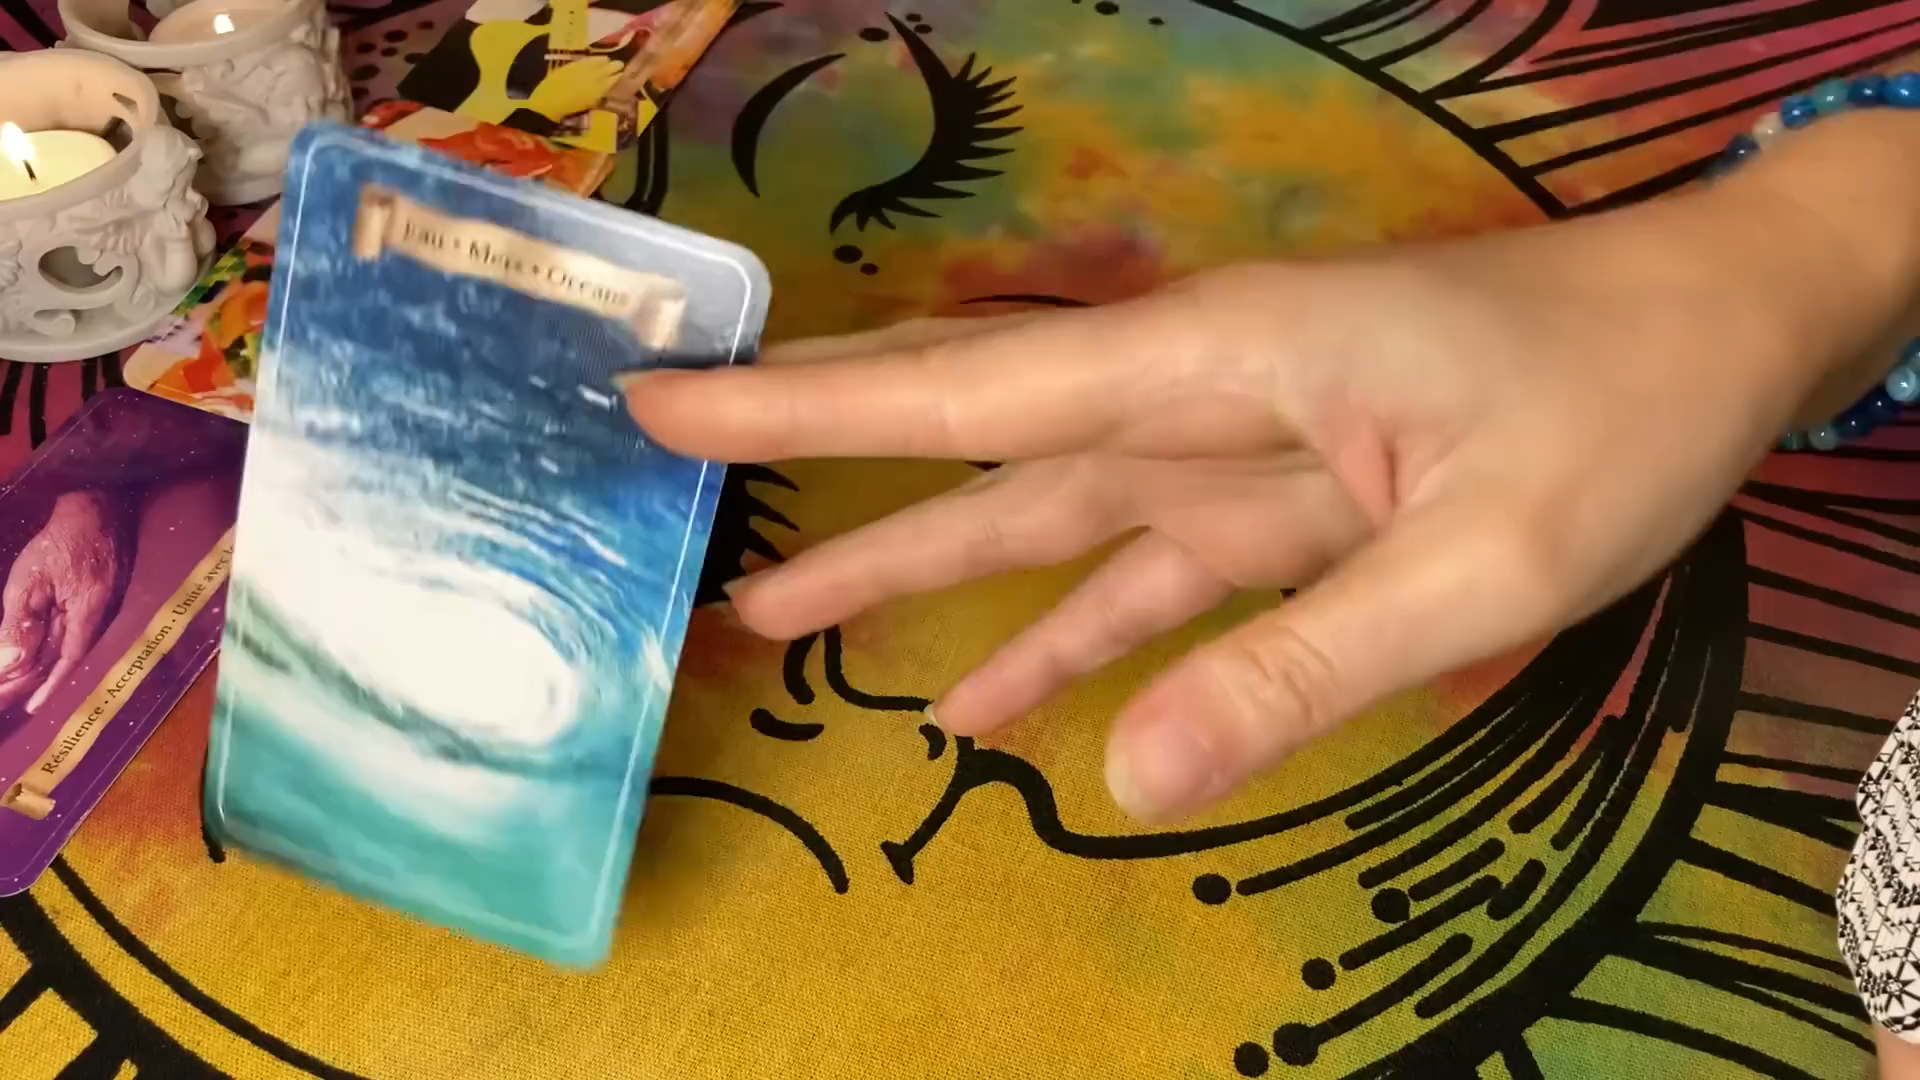 Eau • Mers • Océans
Résilience • Acceptation • Unité avec